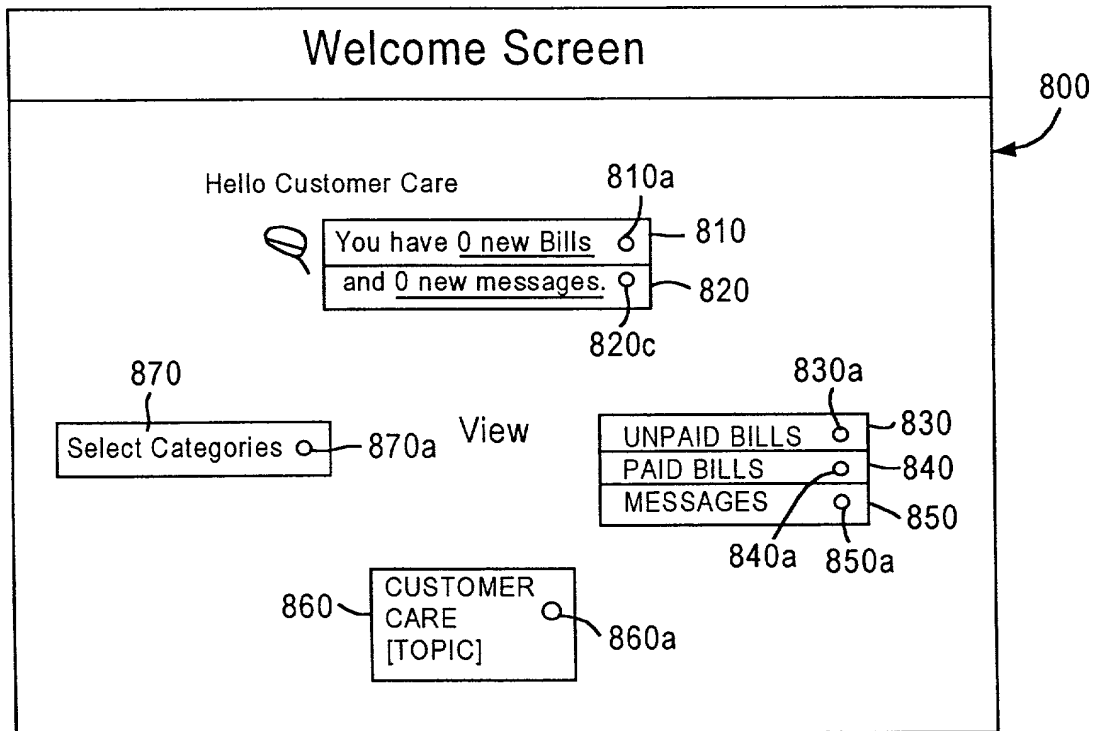 Welcome Screen
800
Hello Customer Care
810a
You have 0 new Bills
810
and 0 new messages.
820
820c
870
830a
Select Categories
870a
View
UNPAID BILLS
830
PAID BILLS
840
MESSAGES
850
840a
850a
860
CUSTOMER
CARE
[TOPIC]
860a